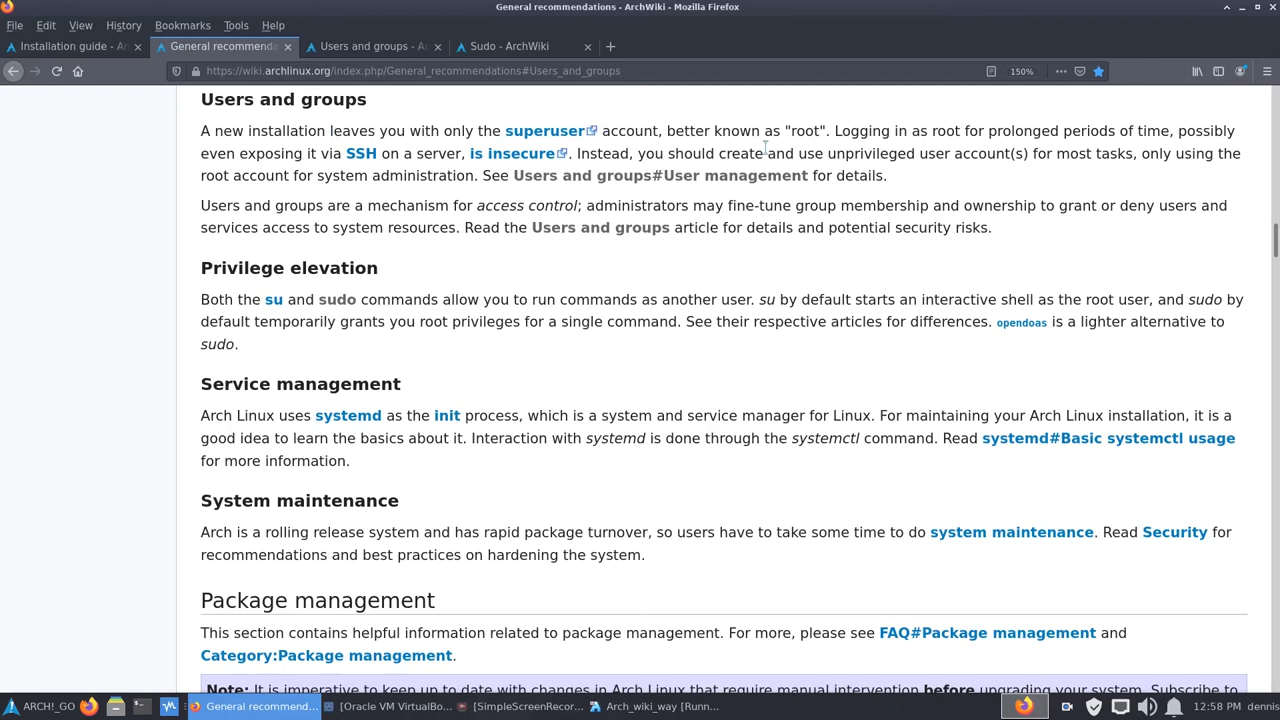 General recommendations - ArchWiki - Mozilla Firefox
File Edit View History Bookmarks Tools Help
Installation guide - Ar
General recommenda
Users and groups - Ar
Sudo - ArchWiki
https://wiki.archlinux.org/index.php/General_recommendations#Users_and_groups
150%
Users and groups
A new installation leaves you with only the superuser account, better known as "root". Logging in as root for prolonged periods of time, possibly
even exposing it via SSH on a server, is insecure. Instead, you should create and use unprivileged user account(s) for most tasks, only using the
root account for system administration. See Users and groups#User management for details.
Users and groups are a mechanism for access control; administrators may fine-tune group membership and ownership to grant or deny users and
services access to system resources. Read the Users and groups article for details and potential security risks.
Privilege elevation
Both the su and sudo commands allow you to run commands as another user. su by default starts an interactive shell as the root user, and sudo by
default temporarily grants you root privileges for a single command. See their respective articles for differences. opendoas is a lighter alternative to
sudo.
Service management
Arch Linux uses systemd as the init process, which is a system and service manager for Linux. For maintaining your Arch Linux installation, it is a
good idea to learn the basics about it. Interaction with systemd is done through the systemctl command. Read systemd#Basic systemctl usage
for more information.
System maintenance
Arch is a rolling release system and has rapid package turnover, so users have to take some time to do system maintenance. Read Security for
recommendations and best practices on hardening the system.
Package management
This section contains helpful information related to package management. For more, please see FAQ#Package management and
Category:Package management.
Note: It is imperative to keep up to date with changes in Arch Linux that require manual intervention before upgrading your system. Subscribe to
ARCH!_GO
General recommend...
[Oracle VM VirtualBo...
[SimpleScreenRecor...
Arch_wiki_way [Runn...
12:58 PM dennis